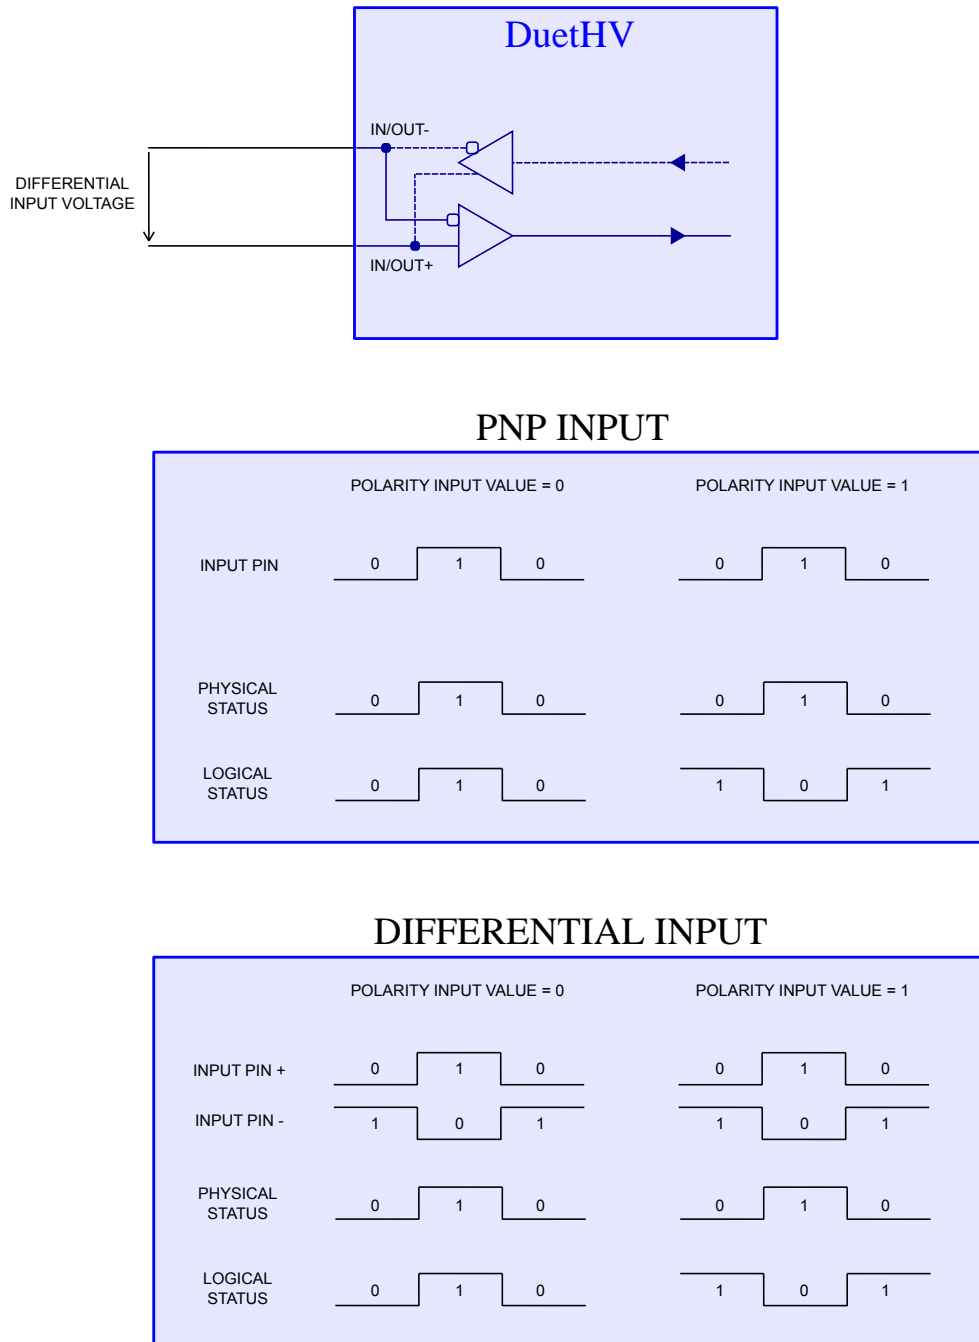 DuetHV
IN/OUT-
DIFFERENTIAL
INPUT VOLTAGE
IN/OUT+
PNP INPUT
POLARITY INPUT VALUE = 0 POLARITY INPUT VALUE = 1
INPUT PIN 0 1 0 0 1 0
PHYSICAL
STATUS 0 1 0 0 1 0
LOGICAL
STATUS 0 1 0 1 0 1
DIFFERENTIAL INPUT
POLARITY INPUT VALUE = 0 POLARITY INPUT VALUE = 1
INPUT PIN + 0 1 0 0 1 0
INPUT PIN - 1 0 1 1 0 1
PHYSICAL
STATUS 0 1 0 0 1 0
LOGICAL
STATUS 0 1 0 1 0 1